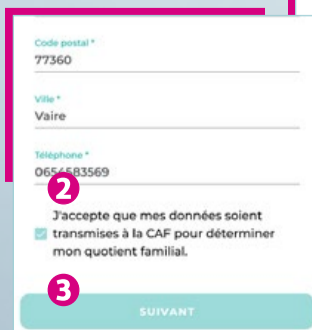 Code postal *
77360
Ville *
Vaire
Téléphone *
0654583569
2
J'accepte que mes données soient
transmises à la CAF pour déterminer
mon quotient familial.
3
SUIVANT